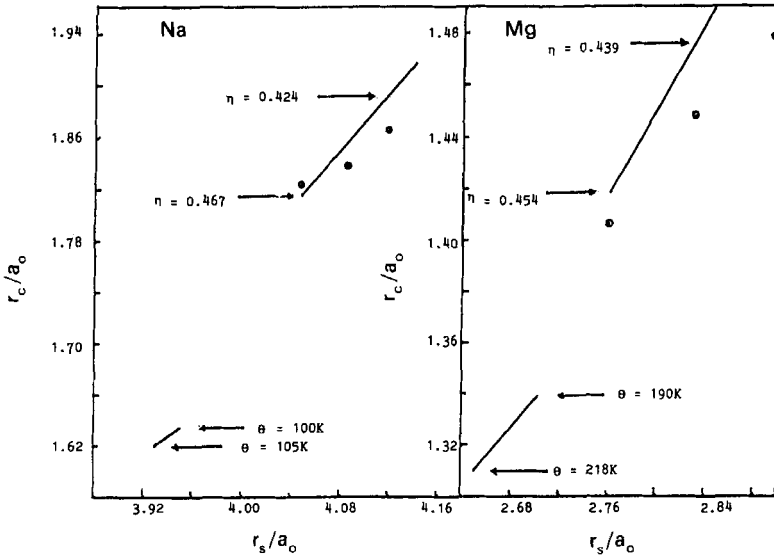 Na
1.94
1.86
1.78
1.70
1.62
r_c/a_o
η = 0.424
η = 0.467
θ = 100K
θ = 105K
3.92
4.00
4.08
4.16
r_s/a_o
Mg
1.48
1.44
1.40
1.36
1.32
r_c/a_o
η = 0.439
η = 0.454
θ = 190K
θ = 218K
2.68
2.76
2.84
r_s/a_o